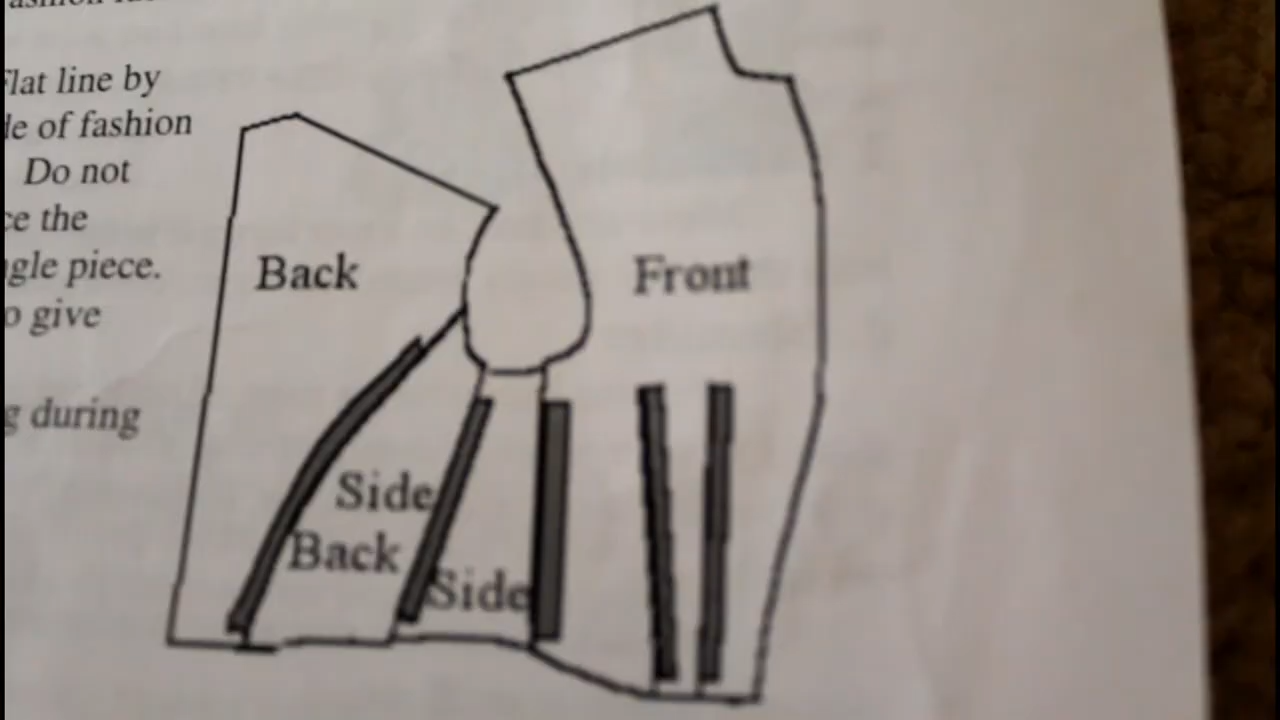 Flat line by
de of fashion
Do not
ce the
gle piece.
o give
g during
Back
Front
Side
Back
Side